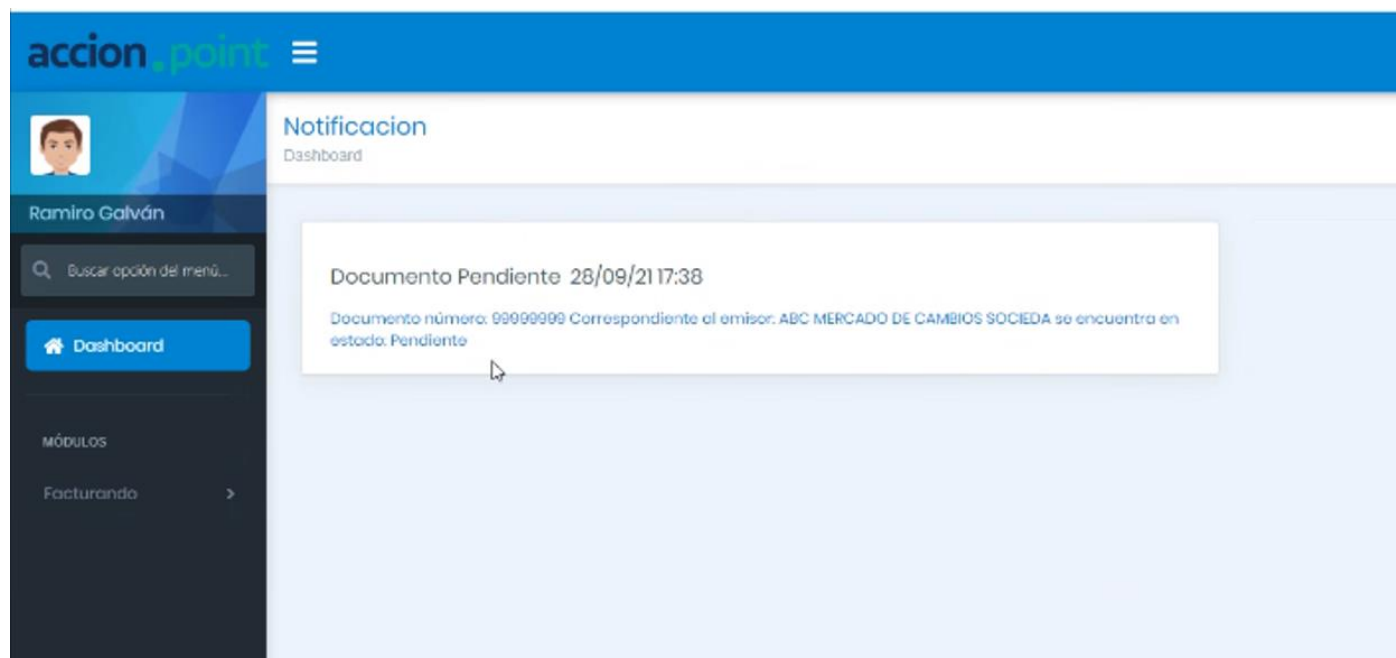 accion.point
Notificacion
Dashboard
Ramiro Galván
Buscar opción del menú...
Dashboard
MÓDULOS
Facturando
Documento Pendiente 28/09/21 17:38
Documento número: 99999999 Correspondiente al emisor: ABC MERCADO DE CAMBIOS SOCIEDA se encuentra en
estado: Pendiente